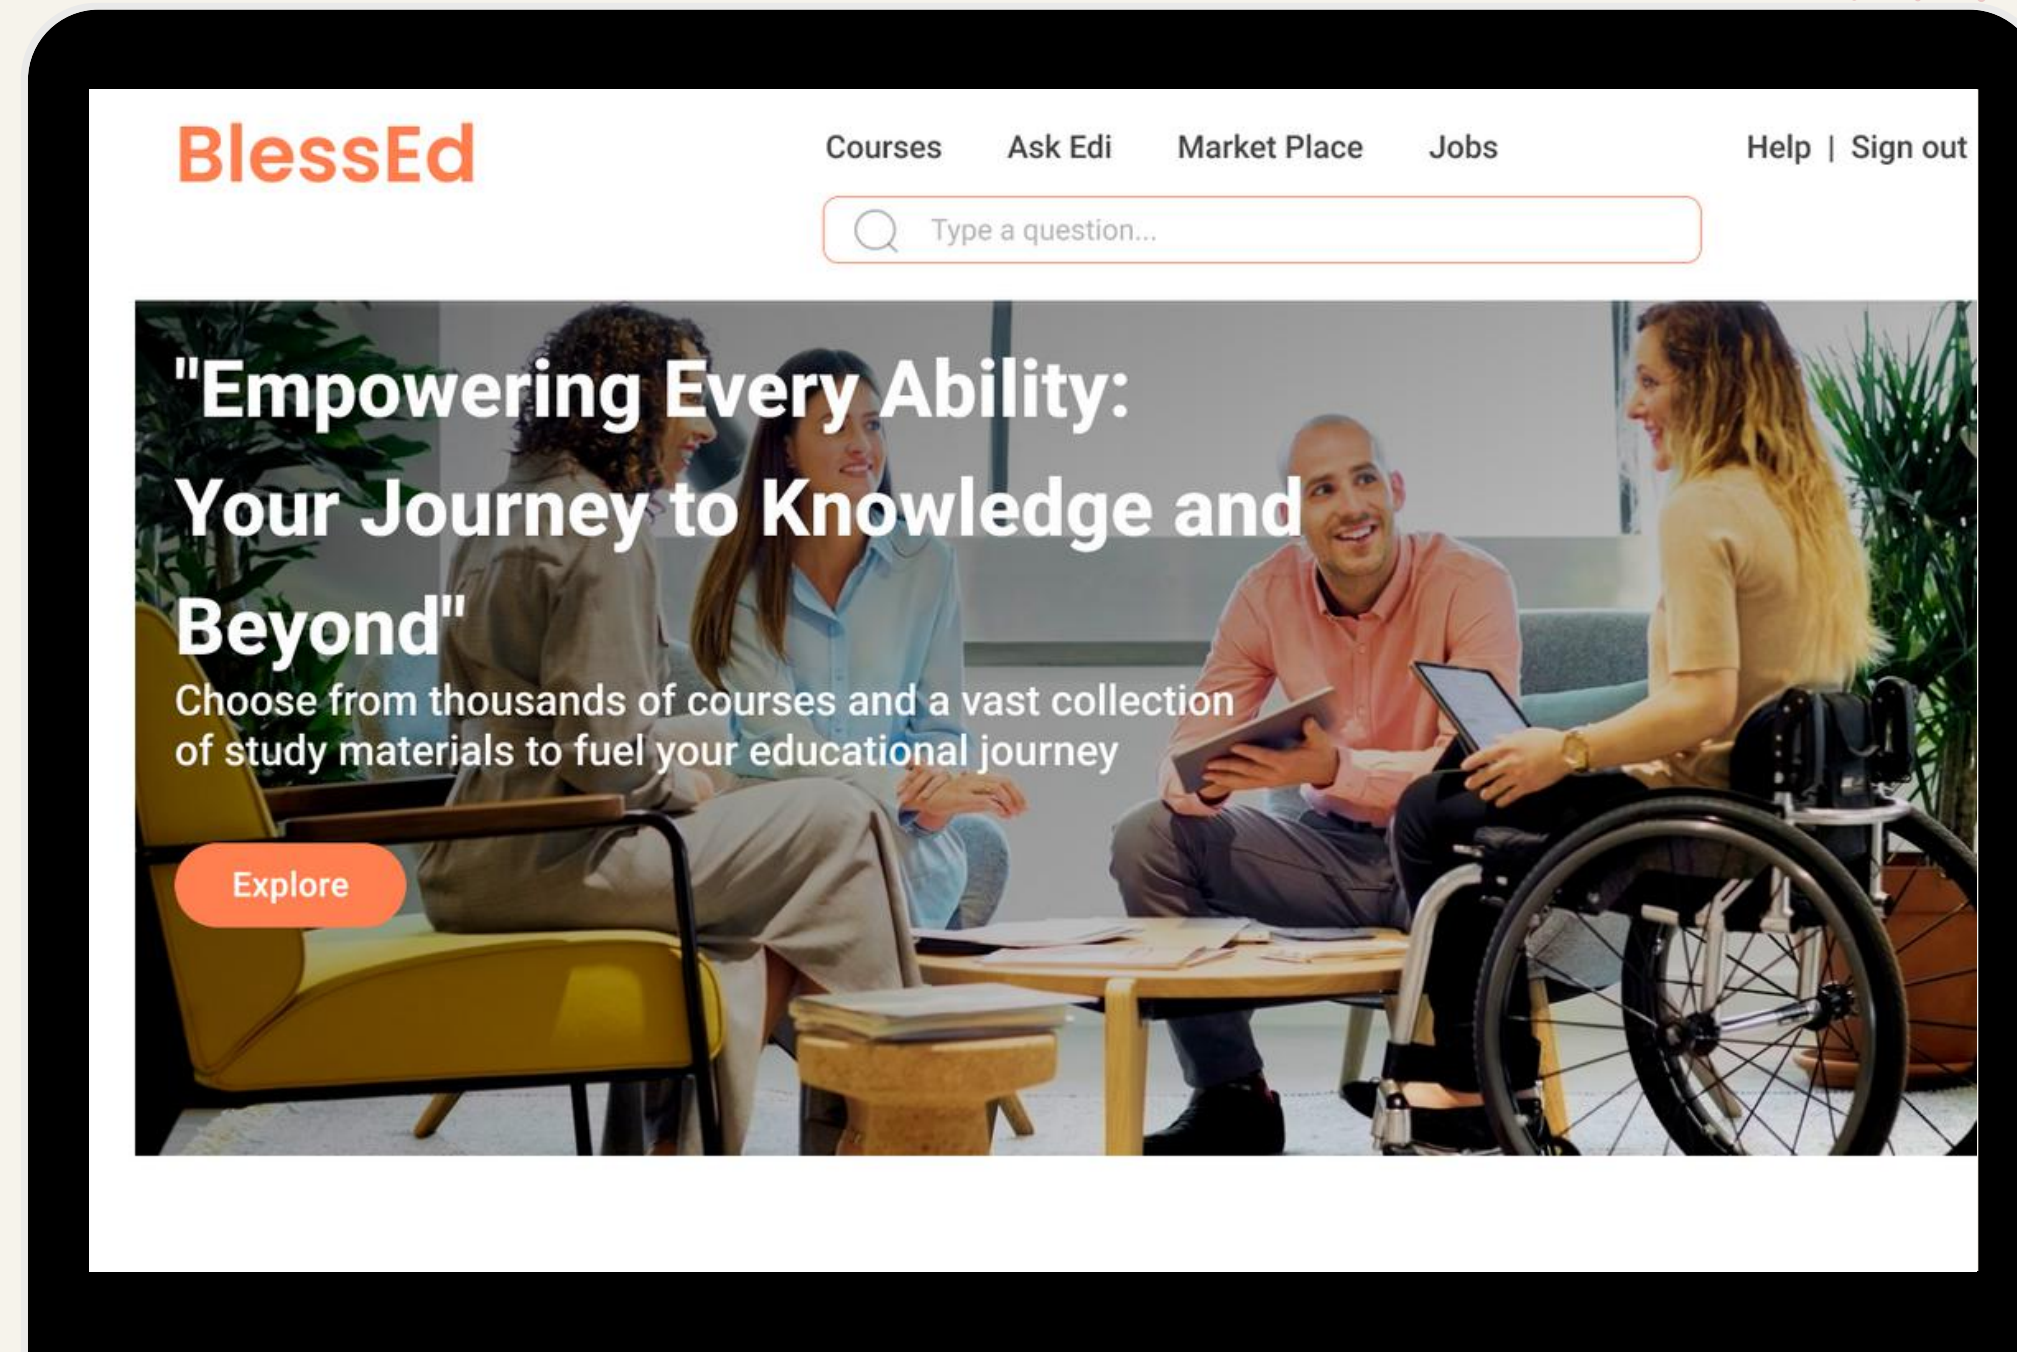 BlessEd
Courses Ask Edi Market Place Jobs Help | Sign out
Type a question...
"Empowering Every Ability:
Your Journey to Knowledge and
Beyond"
Choose from thousands of courses and a vast collection
of study materials to fuel your educational journey
Explore